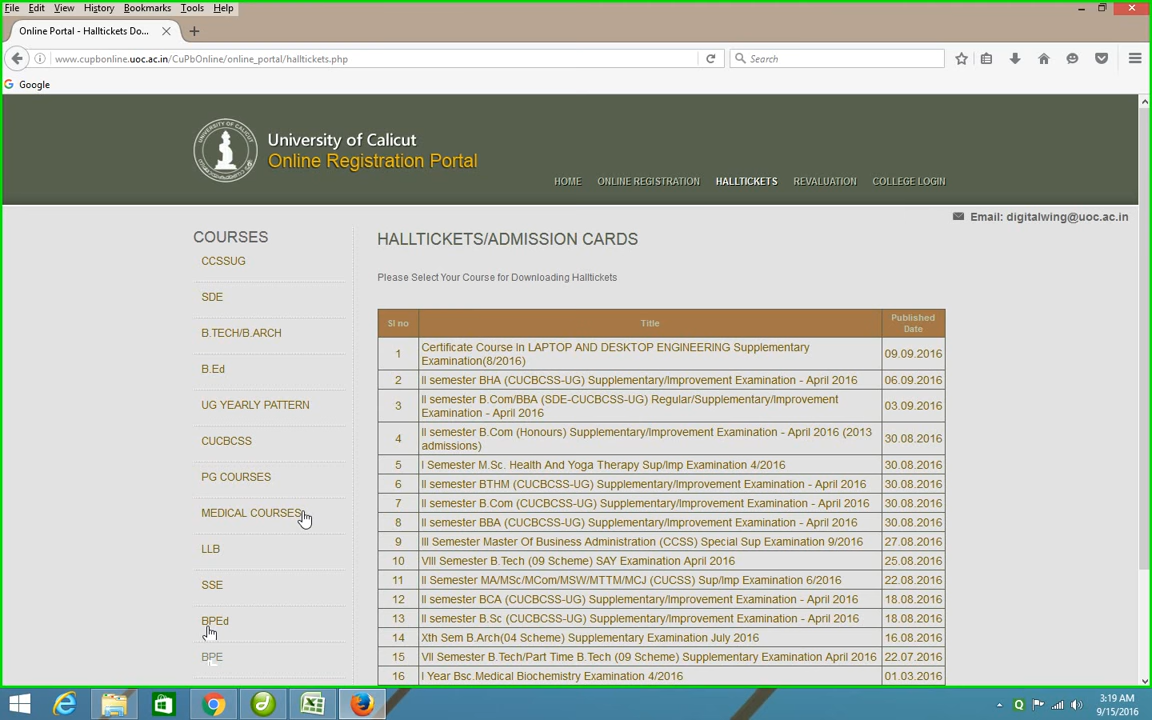 File Edit View History Bookmarks Tools Help
Online Portal - Halltickets Do...
www.cupbonline.uoc.ac.in/CuPbOnline/online_portal/halltickets.php
Search
Google
University of Calicut
Online Registration Portal
HOME ONLINE REGISTRATION HALLTICKETS REVALUATION COLLEGE LOGIN
Email: digitalwing@uoc.ac.in
COURSES
CCSSUG
SDE
B.TECH/B.ARCH
B.Ed
UG YEARLY PATTERN
CUCBCSS
PG COURSES
MEDICAL COURSES
LLB
SSE
BPEd
BPE
HALLTICKETS/ADMISSION CARDS
Please Select Your Course for Downloading Halltickets
Sl no Title Published
Date
1 Certificate Course In LAPTOP AND DESKTOP ENGINEERING Supplementary
Examination(8/2016) 09.09.2016
2 II semester BHA (CUCBCSS-UG) Supplementary/Improvement Examination - April 2016 06.09.2016
3 II semester B.Com/BBA (SDE-CUCBCSS-UG) Regular/Supplementary/Improvement
Examination - April 2016 03.09.2016
4 II semester B.Com (Honours) Supplementary/Improvement Examination - April 2016 (2013
admissions) 30.08.2016
5 I Semester M.Sc. Health And Yoga Therapy Sup/Imp Examination 4/2016 30.08.2016
6 II semester BTHM (CUCBCSS-UG) Supplementary/Improvement Examination - April 2016 30.08.2016
7 II semester B.Com (CUCBCSS-UG) Supplementary/Improvement Examination - April 2016 30.08.2016
8 II semester BBA (CUCBCSS-UG) Supplementary/Improvement Examination - April 2016 30.08.2016
9 III Semester Master Of Business Administration (CCSS) Special Sup Examination 9/2016 27.08.2016
10 VIII Semester B.Tech (09 Scheme) SAY Examination April 2016 25.08.2016
11 II Semester MA/MSc/MCom/MSW/MTTM/MCJ (CUCSS) Sup/Imp Examination 6/2016 22.08.2016
12 II semester BCA (CUCBCSS-UG) Supplementary/Improvement Examination - April 2016 18.08.2016
13 II semester B.Sc (CUCBCSS-UG) Supplementary/Improvement Examination - April 2016 18.08.2016
14 Xth Sem B.Arch(04 Scheme) Supplementary Examination July 2016 16.08.2016
15 VII Semester B.Tech/Part Time B.Tech (09 Scheme) Supplementary Examination April 2016 22.07.2016
16 I Year Bsc.Medical Biochemistry Examination 4/2016 01.03.2016
3:19 AM
9/15/2016